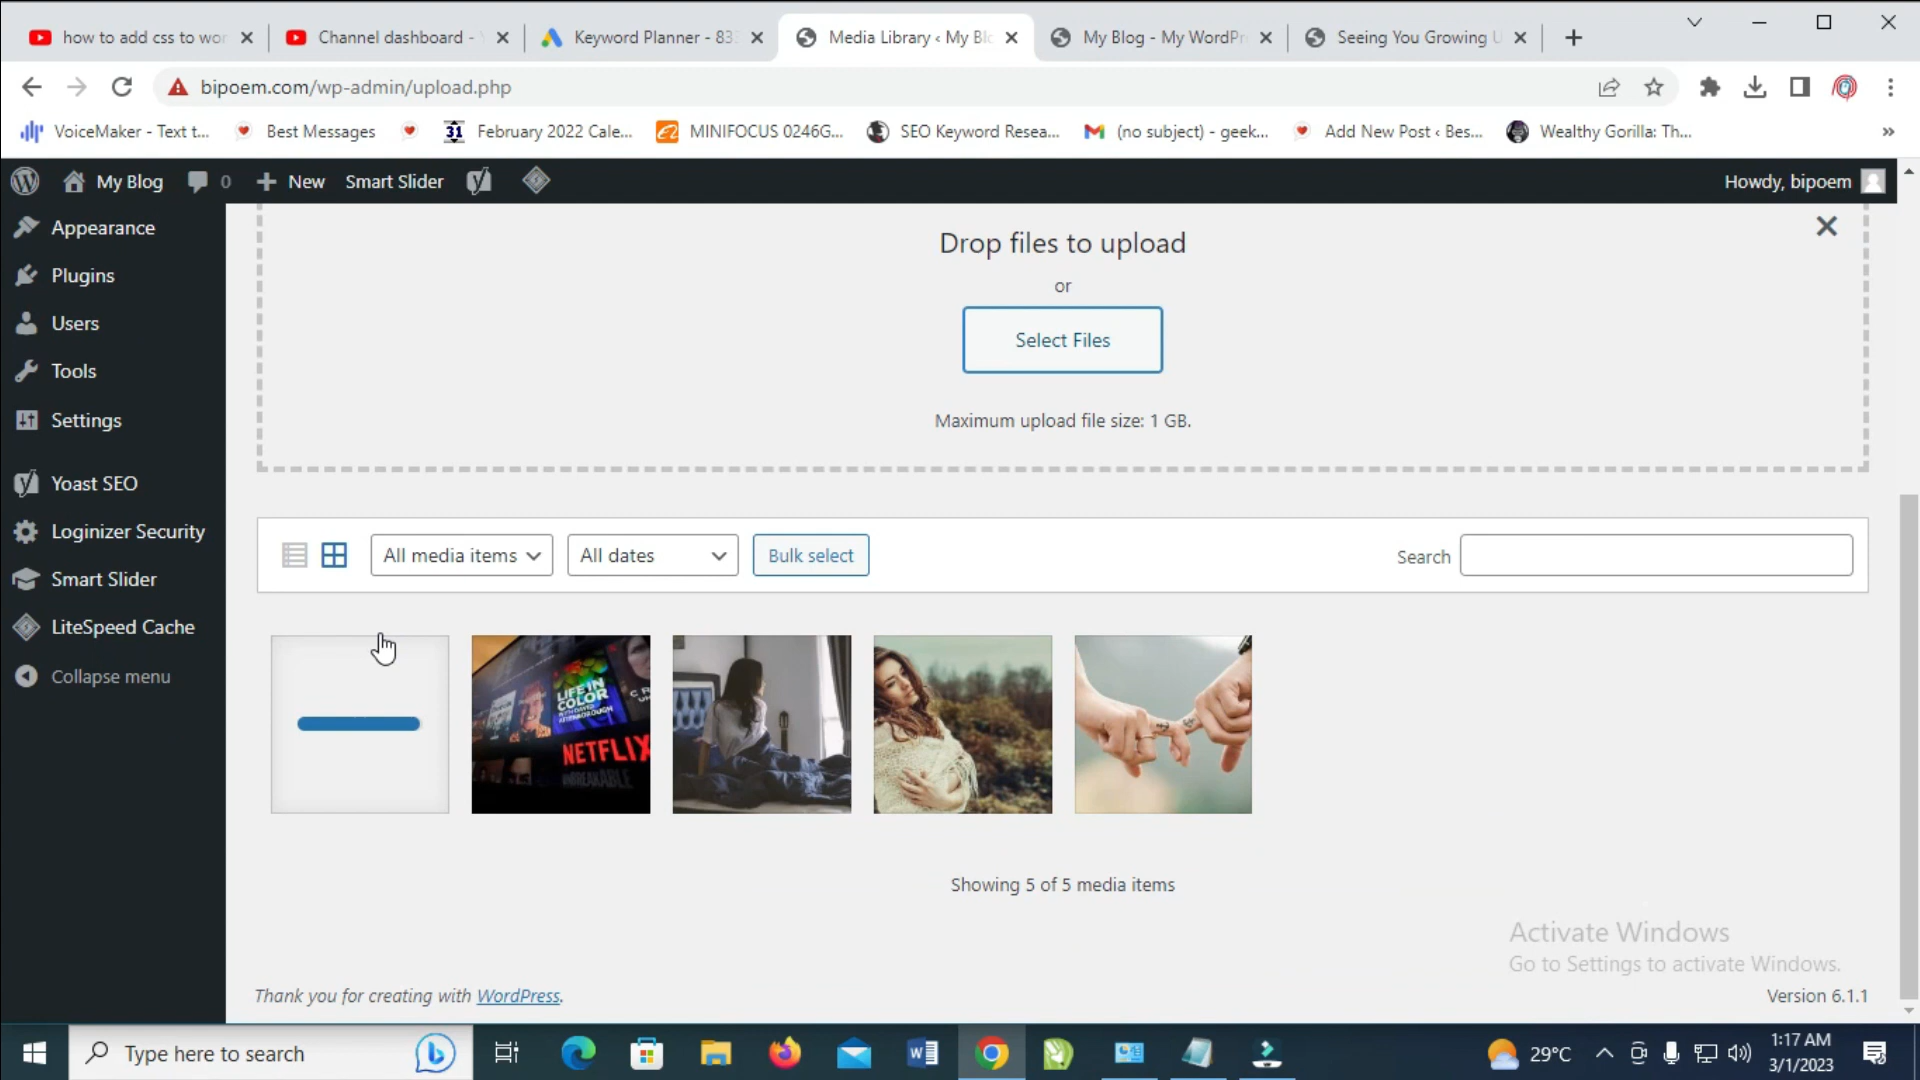 how to add css to wor
Channel dashboard -
Keyword Planner - 83
Media Library ‹ My Bl
My Blog - My WordPr
Seeing You Growing U
bipoem.com/wp-admin/upload.php
VoiceMaker - Text t...
Best Messages
31
February 2022 Cale...
MINIFOCUS 0246G...
SEO Keyword Resea...
(no subject) - geek...
Add New Post ‹ Bes...
Wealthy Gorilla: Th...
»
My Blog
0
New
Smart Slider
Howdy, bipoem
Appearance
Plugins
Users
Tools
Settings
Yoast SEO
Loginizer Security
Smart Slider
LiteSpeed Cache
Collapse menu
Drop files to upload
or
Select Files
Maximum upload file size: 1 GB.
All media items
All dates
Bulk select
Search
LIFE IN
COLOR
NETFLIX
Showing 5 of 5 media items
Activate Windows
Go to Settings to activate Windows.
Thank you for creating with WordPress.
Version 6.1.1
Type here to search
29°C
1:17 AM
3/1/2023